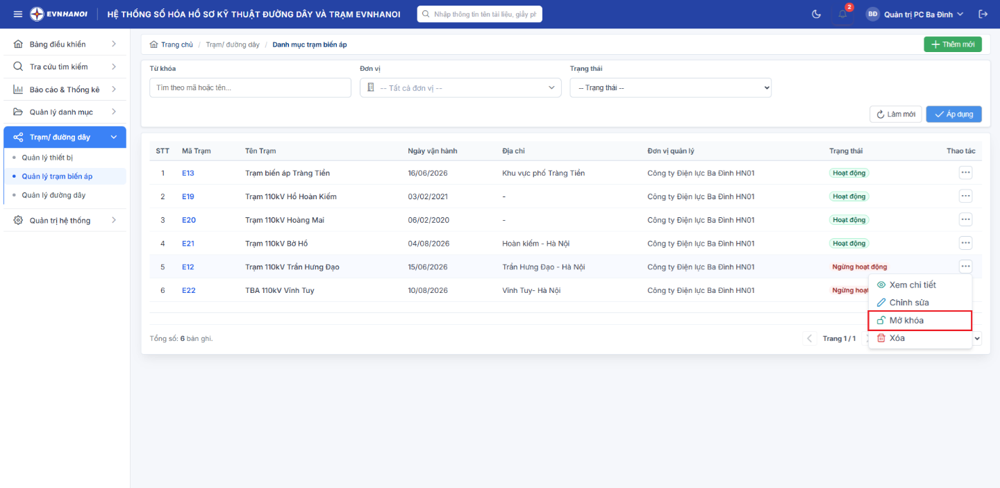 EVNHANOI
HỆ THỐNG SỐ HÓA HỒ SƠ KỸ THUẬT ĐƯỜNG DÂY VÀ TRẠM EVNHANOI
Nhập thông tin tên tài liệu, giấy ph
2
BĐ
Quản trị PC Ba Đình
Bảng điều khiển
Tra cứu tìm kiếm
Báo cáo & Thống kê
Quản lý danh mục
Trạm/ đường dây
Quản lý thiết bị
Quản lý trạm biến áp
Quản lý đường dây
Quản trị hệ thống
Trang chủ / Trạm/ đường dây / Danh mục trạm biến áp
Thêm mới
Từ khóa
Đơn vị
Trạng thái
Tìm theo mã hoặc tên...
-- Tất cả đơn vị --
-- Trạng thái --
Làm mới
Áp dụng
STT Mã Trạm Tên Trạm Ngày vận hành Địa chỉ Đơn vị quản lý Trạng thái Thao tác
1 E13 Trạm biến áp Tràng Tiền 16/06/2026 Khu vực phố Tràng Tiền Công ty Điện lực Ba Đình HN01 Hoạt động
2 E19 Trạm 110kV Hồ Hoàn Kiếm 03/02/2021 - Công ty Điện lực Ba Đình HN01 Hoạt động
3 E20 Trạm 110kV Hoàng Mai 06/02/2020 - Công ty Điện lực Ba Đình HN01 Hoạt động
4 E21 Trạm 110kV Bờ Hồ 04/08/2026 Hoàn kiếm - Hà Nội Công ty Điện lực Ba Đình HN01 Hoạt động
5 E12 Trạm 110kV Trần Hưng Đạo 15/06/2026 Trần Hưng Đạo - Hà Nội Công ty Điện lực Ba Đình HN01 Ngừng hoạt động
6 E22 TBA 110kV Vĩnh Tuy 10/08/2026 Vĩnh Tuy- Hà Nội Công ty Điện lực Ba Đình HN01 Ngừng hoạt
Xem chi tiết
Chỉnh sửa
Mở khóa
Xóa
Tổng số: 6 bản ghi.
Trang 1 / 1